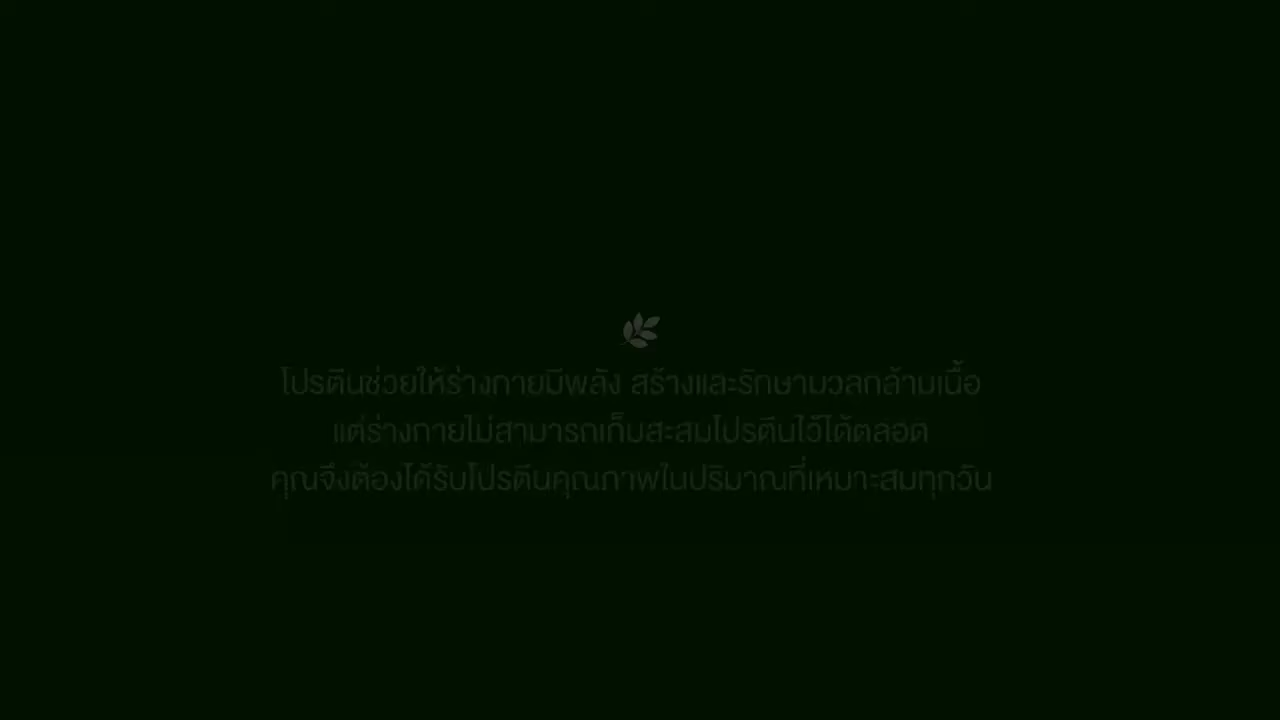 โปรตีนช่วยให้ร่างกายมีพลัง สร้างและรักษามวลกล้ามเนื้อ
แต่ร่างกายไม่สามารถเก็บสะสมโปรตีนไว้ได้ตลอด
คุณจึงต้องได้รับโปรตีนคุณภาพในปริมาณที่เหมาะสมทุกวัน